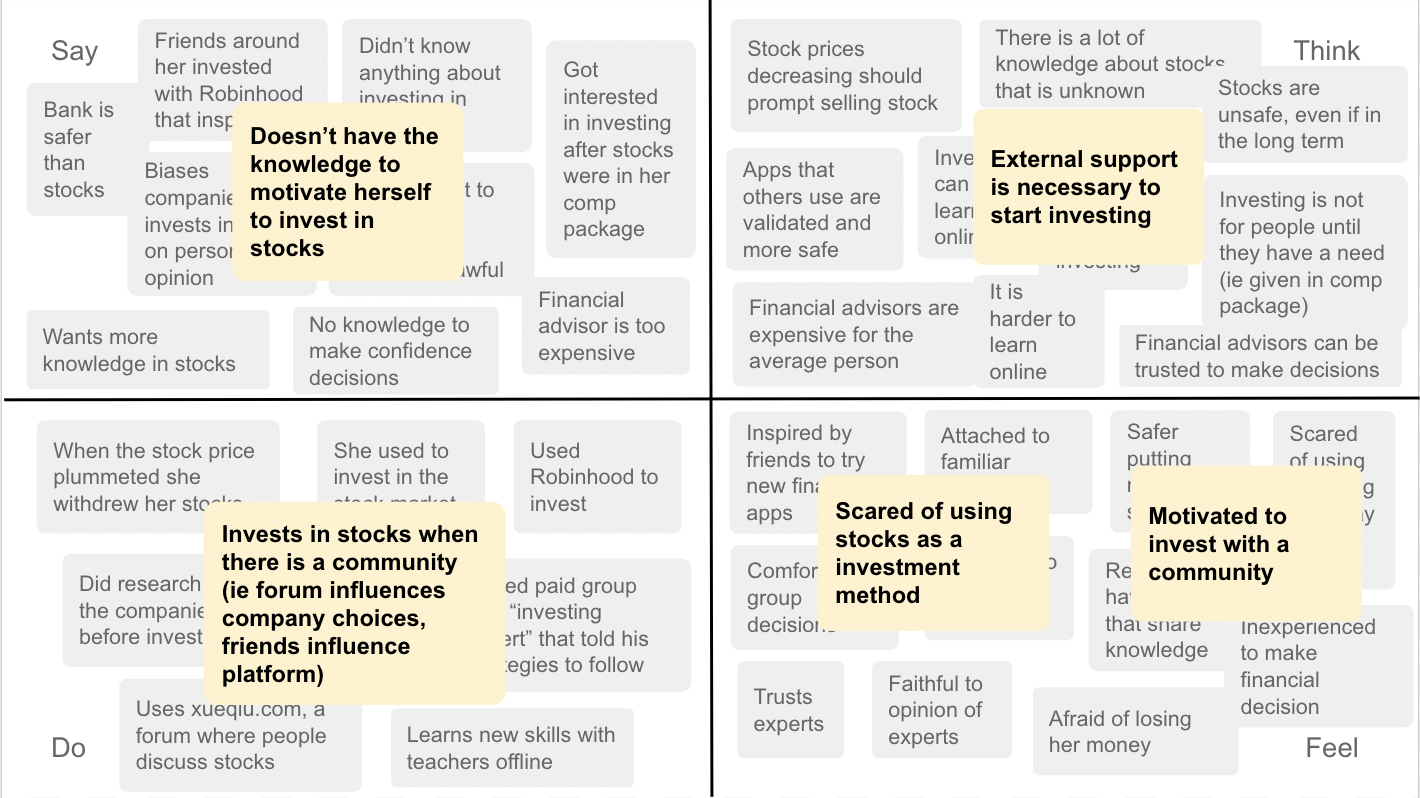 Say
Friends around
her invested
with Robinhood
that
Didn’t know
anything about
investing in
Got
interested
in investing
after stocks
were in her
comp
package
Bank is
safer
than
stocks
Biases
invests in
on
opinion
Doesn’t have the
knowledge to
motivate herself
to invest in
stocks
to
Wants more
knowledge in stocks
No knowledge to
make confidence
decisions
Financial
advisor is too
expensive
Think
Stock prices
decreasing should
prompt selling stock
There is a lot of
knowledge about stocks
that is unknown
Stocks are
unsafe, even if in
the long term
Apps that
others use are
validated and
more safe
can
External support
is necessary to
start investing
investing
Investing is not
for people until
they have a need
(ie given in comp
package)
Financial advisors are
expensive for the
average person
It is
harder to
learn
online
Financial advisors can be
trusted to make decisions
When the stock price
plummeted she
withdrew her stocks
She used to
invest in the
stock market
Used
Robinhood to
invest
Did research
the
before
Invests in stocks when
there is a community
(ie forum influences
company choices,
friends influence
platform)
paid group
“investing
that told his
to follow
Uses xueqiu.com, a
forum where people
discuss stocks
Learns new skills with
teachers offline
Do
Inspired by
friends to try
new
apps
Attached to
familiar
Safer
putting
Scared
of using
Scared of using
stocks as a
investment
method
Motivated to
invest with a
community
group
decisions
that share
knowledge
Inexperienced
to make
financial
decision
Trusts
experts
Faithful to
opinion of
experts
Afraid of losing
her money
Feel